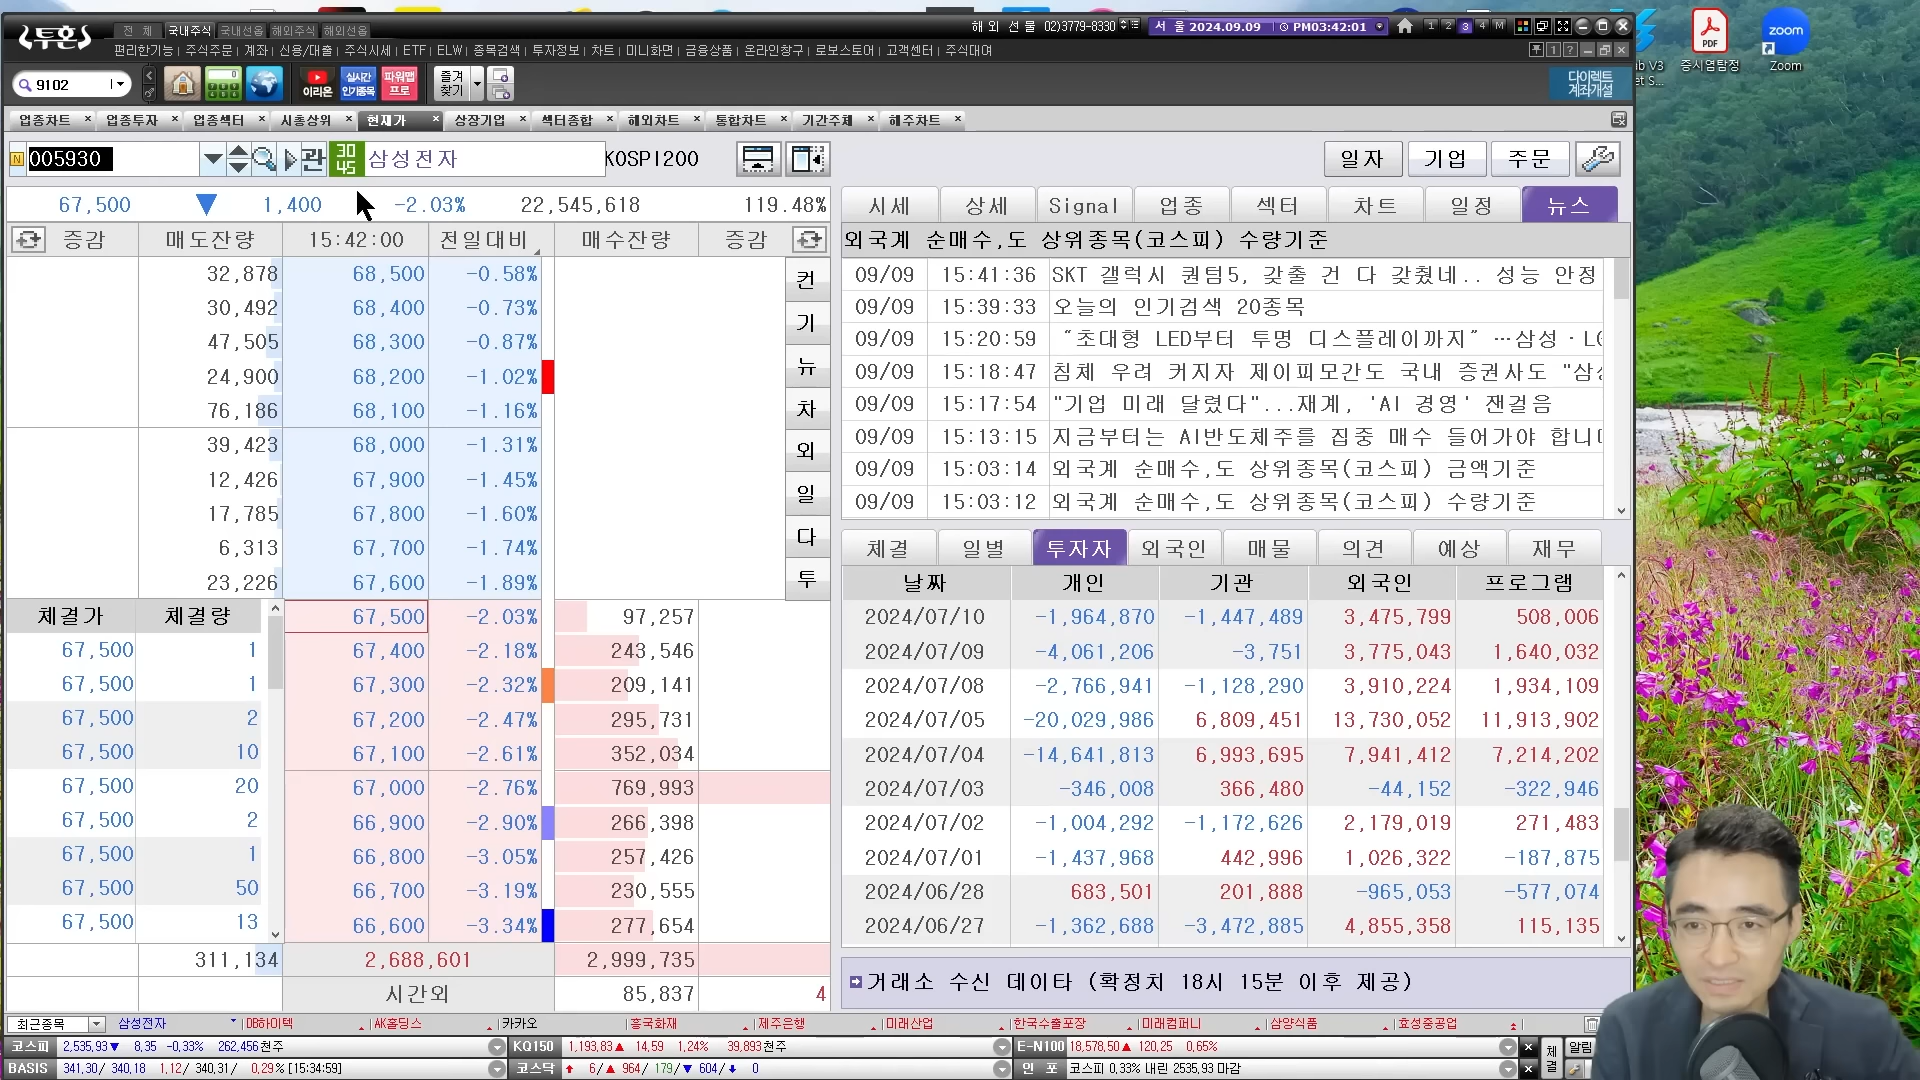 투혼
전 체 국내주식 국내선옵 해외주식 해외선옵
해 외 선 물 02)3779-8330
서 울 2024.09.09 PM03:42:01
1 2 3 4 M
편리한기능 주식주문 계좌 신용/대출 주식시세 ETF ELW 종목검색 투자정보 차트 미니화면 금융상품 온라인창구 로보스토어 고객센터 주식대여
9102
이리온
실시간 인기종목
파워맵 프로
즐겨찾기
다이렉트 계좌개설
업종차트 업종투자 업종섹터 시총상위 현재가 상장기업 섹터종합 해외차트 통합차트 기간주체 해주차트
005930 관 30 45 삼성전자 KOSPI200
일자 기업 주문
67,500 ▼ 1,400 -2.03% 22,545,618 119.48%
시세 상세 Signal 업종 섹터 차트 일정 뉴스
증감 매도잔량 15:42:00 전일대비 매수잔량 증감
외국계 순매수,도 상위종목(코스피) 수량기준
32,878 68,500 -0.58%
30,492 68,400 -0.73%
47,505 68,300 -0.87%
24,900 68,200 -1.02%
76,186 68,100 -1.16%
39,423 68,000 -1.31%
12,426 67,900 -1.45%
17,785 67,800 -1.60%
6,313 67,700 -1.74%
23,226 67,600 -1.89%
컨
기
뉴
차
외
일
다
투
09/09 15:41:36 SKT 갤럭시 퀀텀5, 갖출 건 다 갖췄네.. 성능 안정
09/09 15:39:33 오늘의 인기검색 20종목
09/09 15:20:59 “초대형 LED부터 투명 디스플레이까지” …삼성·LG
09/09 15:18:47 침체 우려 커지자 제이피모간도 국내 증권사도 "삼성
09/09 15:17:54 "기업 미래 달렸다"...재계, 'AI 경영' 잰걸음
09/09 15:13:15 지금부터는 AI반도체주를 집중 매수 들어가야 합니다
09/09 15:03:14 외국계 순매수,도 상위종목(코스피) 금액기준
09/09 15:03:12 외국계 순매수,도 상위종목(코스피) 수량기준
체결가 체결량
67,500 1
67,500 1
67,500 2
67,500 10
67,500 20
67,500 2
67,500 1
67,500 50
67,500 13
67,500 -2.03% 97,257
67,400 -2.18% 243,546
67,300 -2.32% 209,141
67,200 -2.47% 295,731
67,100 -2.61% 352,034
67,000 -2.76% 769,993
66,900 -2.90% 266,398
66,800 -3.05% 257,426
66,700 -3.19% 230,555
66,600 -3.34% 277,654
311,134 2,688,601 2,999,735
시간외 85,837 4
체결 일별 투자자 외국인 매물 의견 예상 재무
날짜 개인 기관 외국인 프로그램
2024/07/10 -1,964,870 -1,447,489 3,475,799 508,006
2024/07/09 -4,061,206 -3,751 3,775,043 1,640,032
2024/07/08 -2,766,941 -1,128,290 3,910,224 1,934,109
2024/07/05 -20,029,986 6,809,451 13,730,052 11,913,902
2024/07/04 -14,641,813 6,993,695 7,941,412 7,214,202
2024/07/03 -346,008 366,480 -44,152 -322,946
2024/07/02 -1,004,292 -1,172,626 2,179,019 271,483
2024/07/01 -1,437,968 442,996 1,026,322 -187,875
2024/06/28 683,501 201,888 -965,053 -577,074
2024/06/27 -1,362,688 -3,472,885 4,855,358 115,135
거래소 수신 데이타 (확정치 18시 15분 이후 제공)
최근종목 삼성전자 DB하이텍 AK홀딩스 카카오 흥국화재 제주은행 미래산업 한국수출포장 미래컴퍼니 삼양식품 효성중공업
코스피 2,535,93▼ 8,35 -0,33% 262,456천주 KQ150 1,193,83▲ 14,59 1,24% 39,893천주 E-N100 18,578,50▲ 120,25 0,65%
BASIS 341,30/ 340,18 1,12/ 340,31/ 0,29% [15:34:59] 코스닥 ⬆ 6/▲ 964/ 179/▼ 604/⬇ 0 인 포 코스피 0,33% 내린 2535,93 마감
체결 알림
PDF
증시열탐정
zoom
Zoom